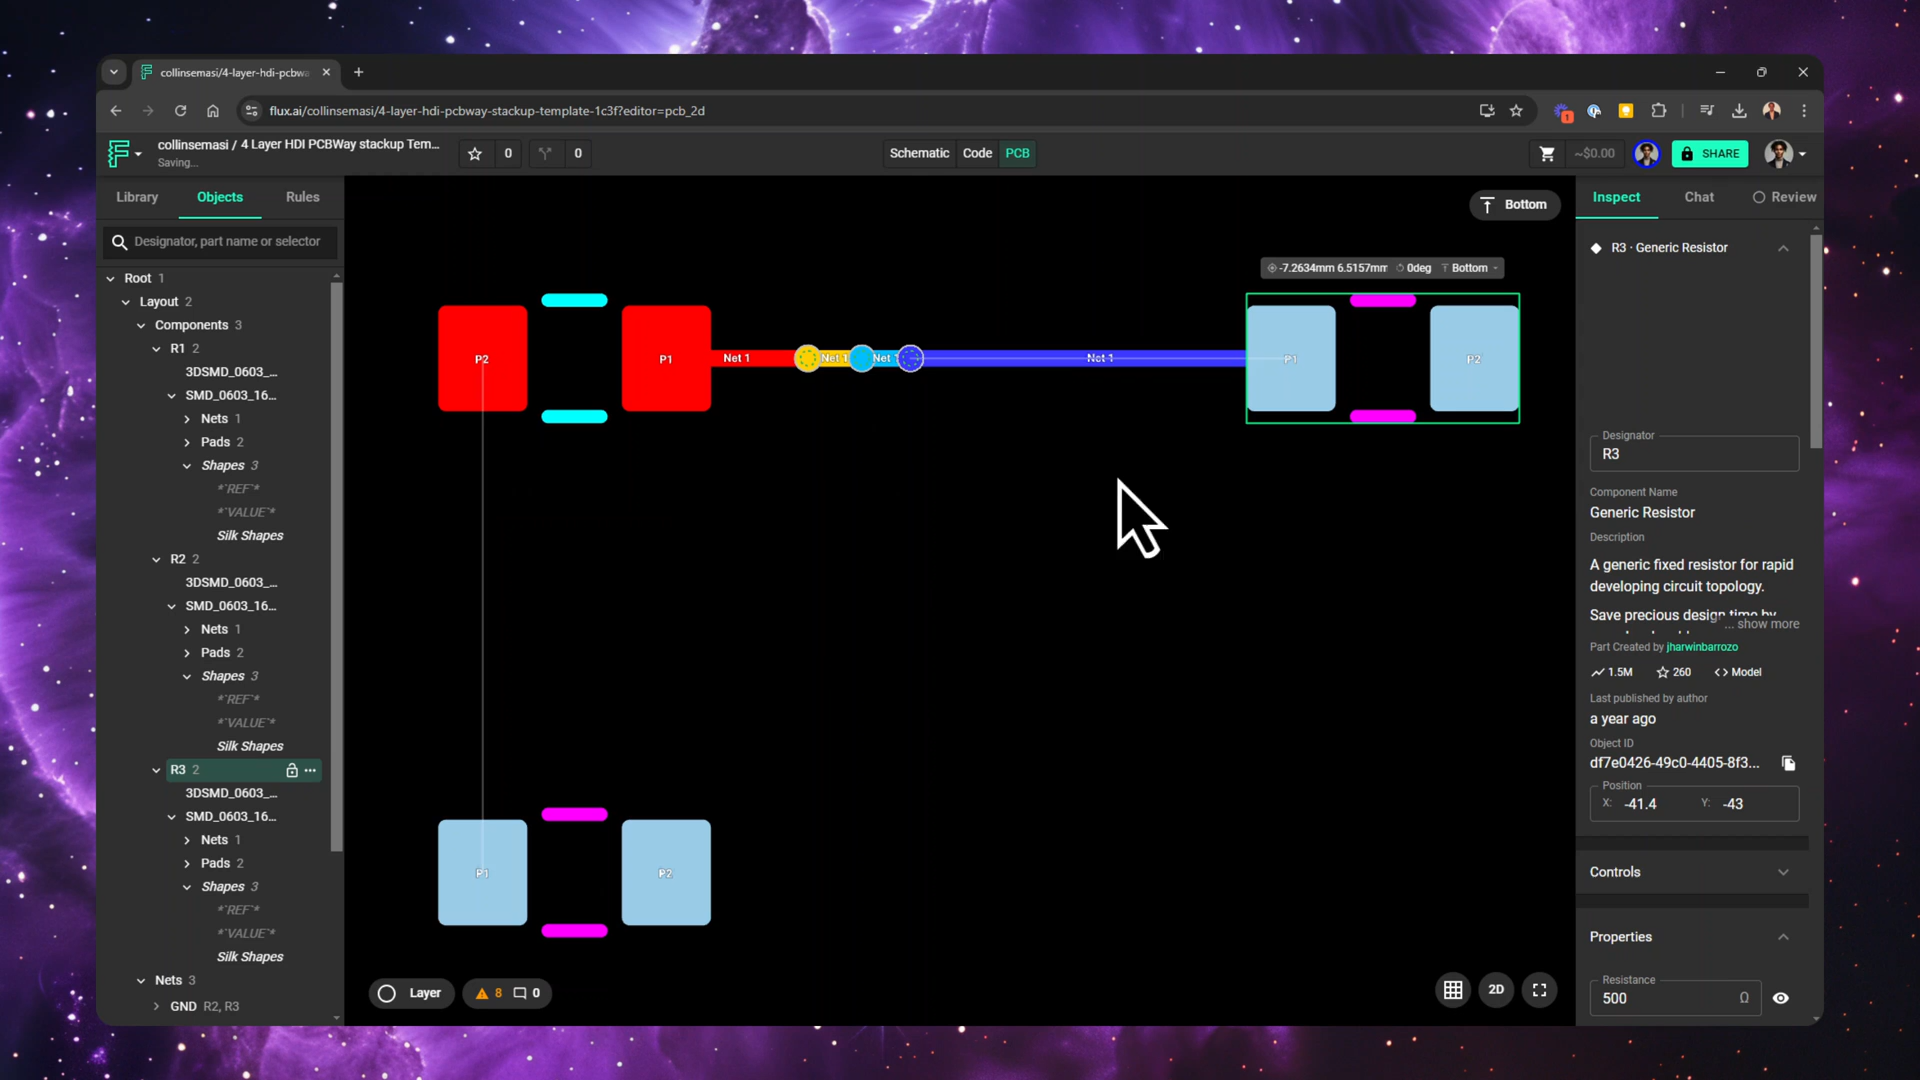 collinsemasi/4-layer-hdi-pcbwa
flux.ai/collinsemasi/4-layer-hdi-pcbway-stackup-template-1c3f?editor=pcb_2d
1
collinsemasi / 4 Layer HDI PCBWay stackup Tem...
Saving...
0
0
Schematic
Code
PCB
~$0.00
SHARE
Library
Objects
Rules
Designator, part name or selector
Root 1
Layout 2
Components 3
R1 2
3DSMD_0603_...
SMD_0603_16...
Nets 1
Pads 2
Shapes 3
*˜REF˜*
*˜VALUE˜*
Silk Shapes
R2 2
3DSMD_0603_...
SMD_0603_16...
Nets 1
Pads 2
Shapes 3
*˜REF˜*
*˜VALUE˜*
Silk Shapes
R3 2
3DSMD_0603_...
SMD_0603_16...
Nets 1
Pads 2
Shapes 3
*˜REF˜*
*˜VALUE˜*
Silk Shapes
Nets 3
GND R2, R3
Bottom
-7.2634mm 6.5157mm 0deg Bottom
P2
P1
Net 1
Net 1
Net 1
Net 1
P1
P2
P1
P2
Layer
8
0
2D
Inspect
Chat
Review
R3 · Generic Resistor
Designator
R3
Component Name
Generic Resistor
Description
A generic fixed resistor for rapid
developing circuit topology.
Save precious design time by
... show more
Part Created by jharwinbarrozo
1.5M
260
<> Model
Last published by author
a year ago
Object ID
df7e0426-49c0-4405-8f3...
Position
X: -41.4 Y: -43
Controls
Properties
Resistance
500 Ω